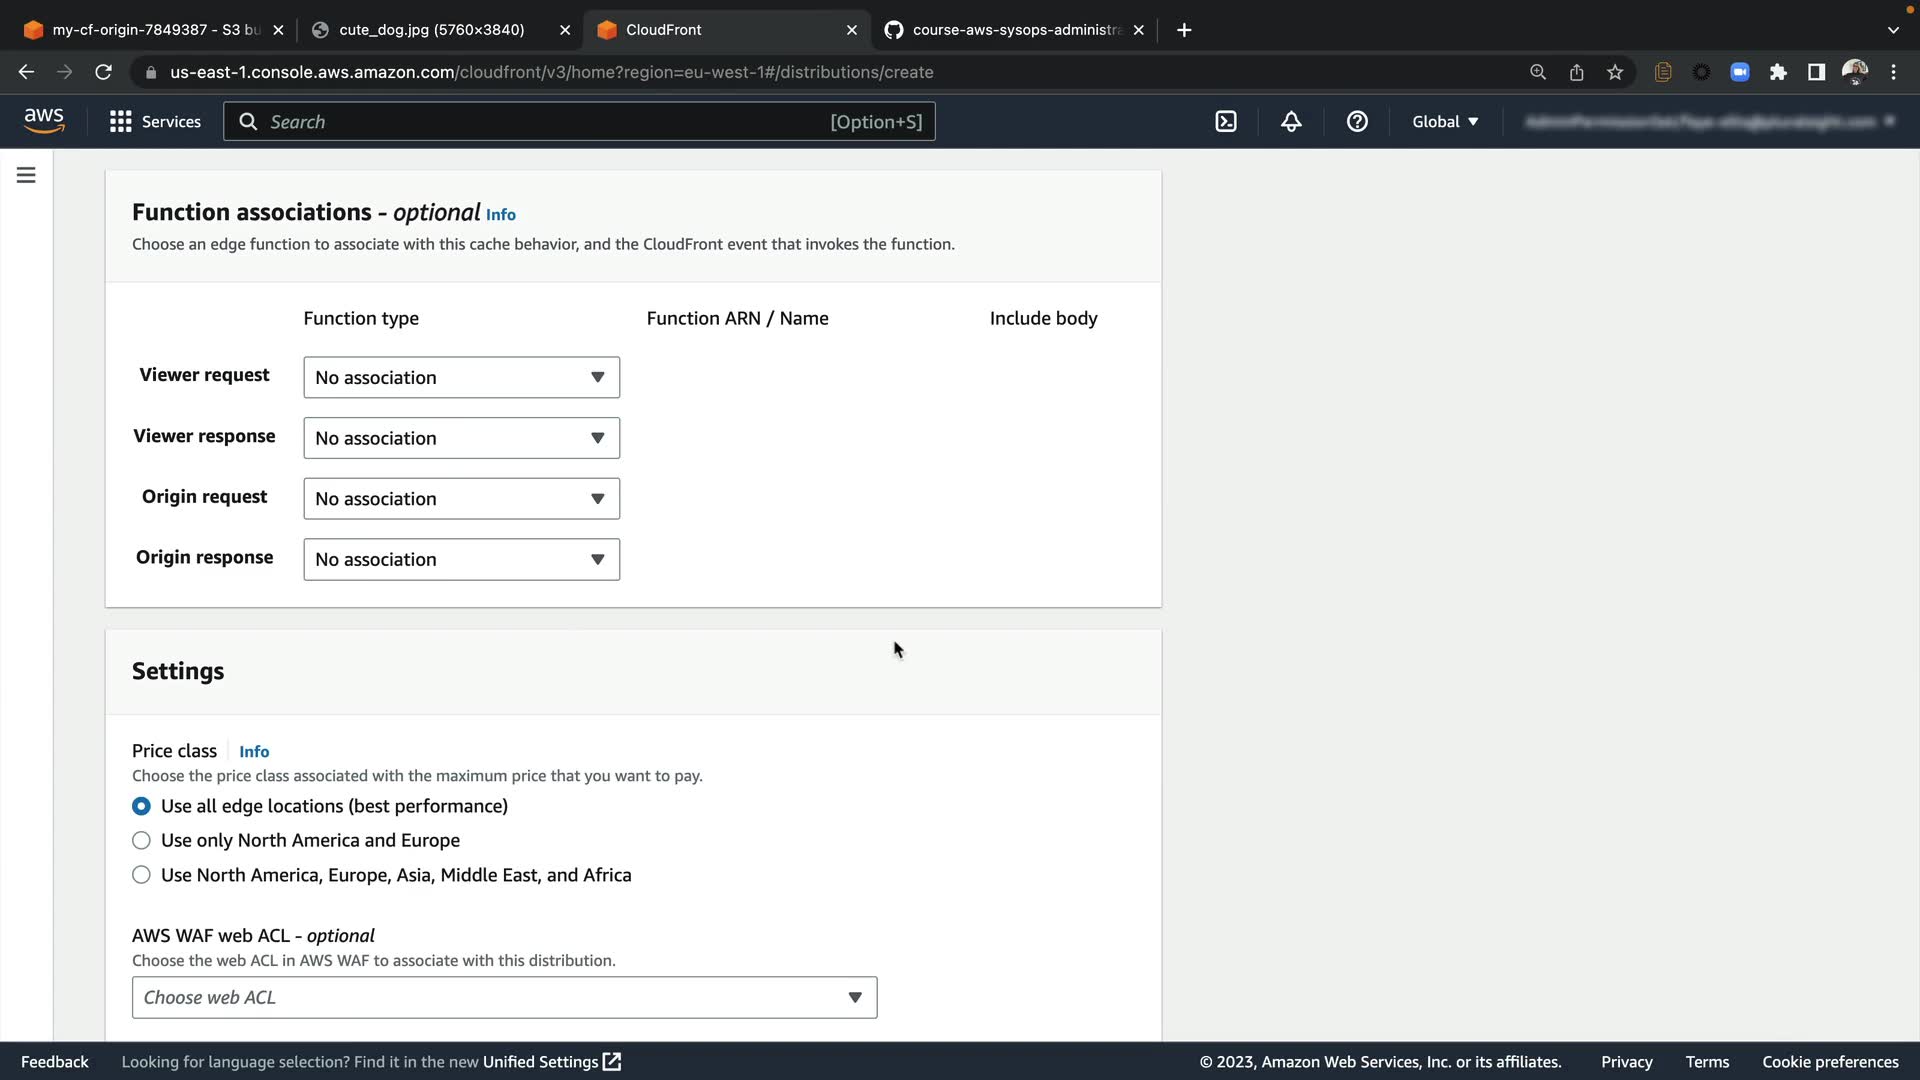 my-cf-origin-7849387 - S3 bu
cute_dog.jpg (5760×3840)
CloudFront
course-aws-sysops-administra
us-east-1.console.aws.amazon.com/cloudfront/v3/home?region=eu-west-1#/distributions/create
aws
Services
Search
[Option+S]
Global
Function associations - optional Info
Choose an edge function to associate with this cache behavior, and the CloudFront event that invokes the function.
Function type
Function ARN / Name
Include body
Viewer request
No association
Viewer response
No association
Origin request
No association
Origin response
No association
Settings
Price class
Info
Choose the price class associated with the maximum price that you want to pay.
Use all edge locations (best performance)
Use only North America and Europe
Use North America, Europe, Asia, Middle East, and Africa
AWS WAF web ACL - optional
Choose the web ACL in AWS WAF to associate with this distribution.
Choose web ACL
Feedback
Looking for language selection? Find it in the new Unified Settings
© 2023, Amazon Web Services, Inc. or its affiliates.
Privacy
Terms
Cookie preferences